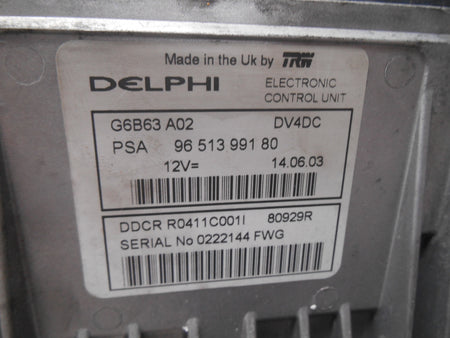 Made in the Uk by TRW
DELPHI
ELECTRONIC
CONTROL UNIT
G6B63 A02 DV4DC
PSA 96 513 991 80
12V= 14.06.03
DDCR R0411C001I 80929R
SERIAL No 0222144 FWG